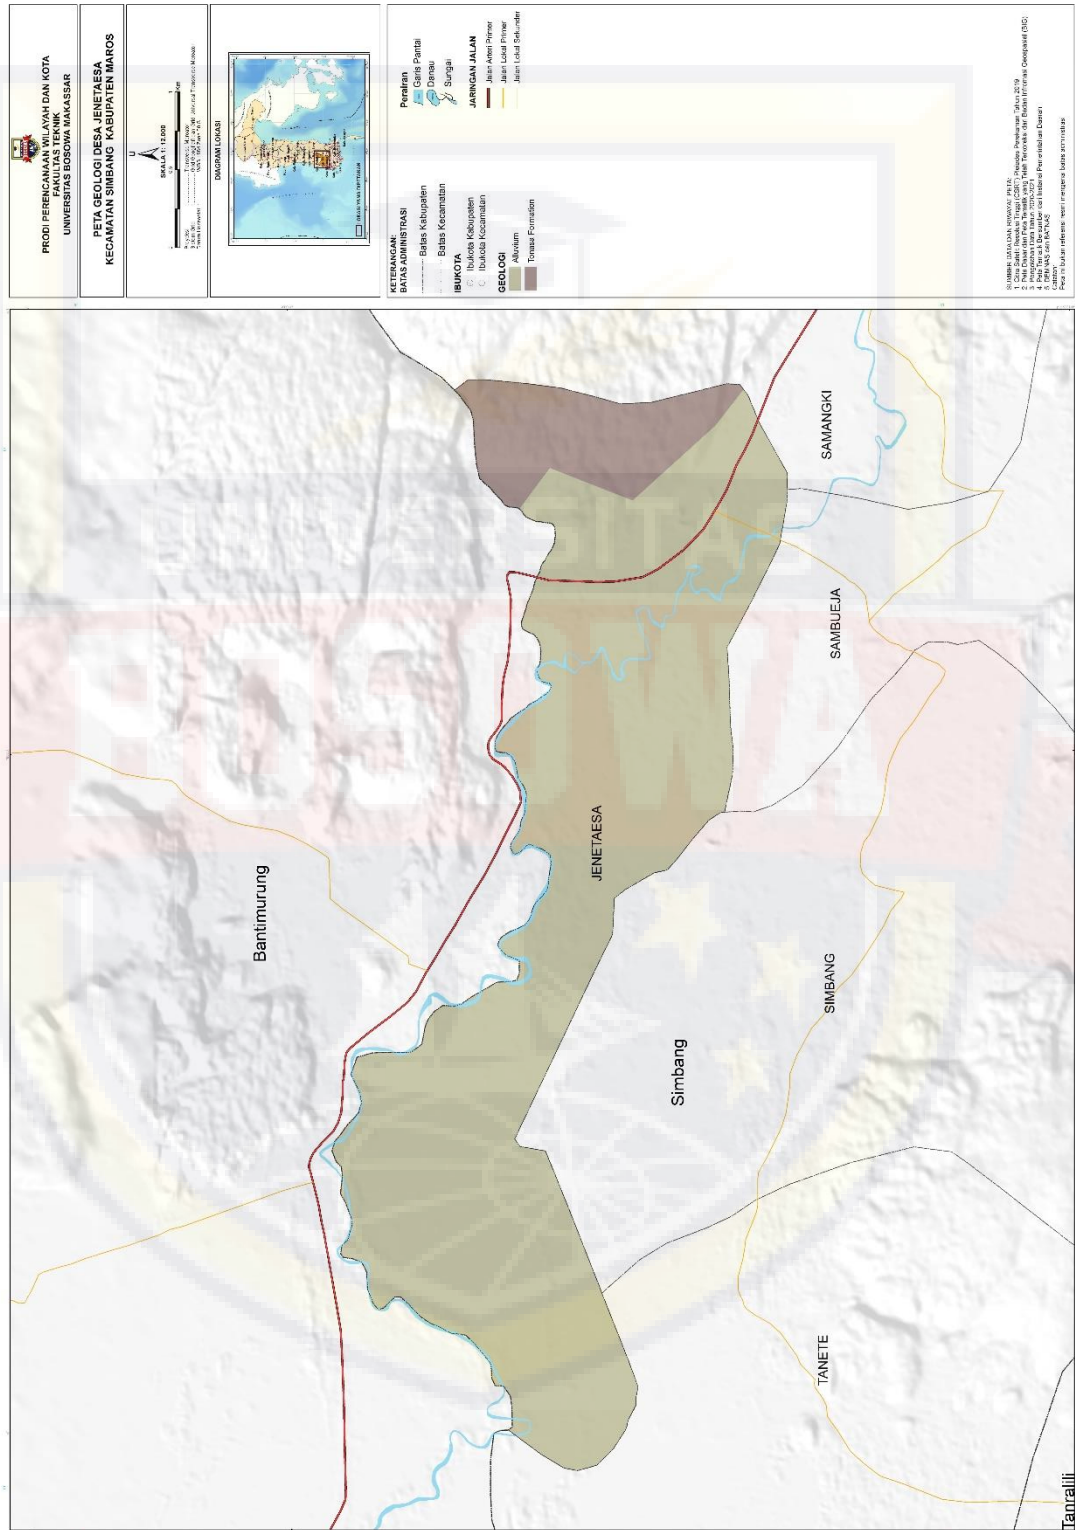 PRODI PERENCANAAN WILAYAH DAN KOTA
FAKULTAS TEKNIK
UNIVERSITAS BOSOWA MAKASSAR
PETA GEOLOGI DESA JENETAESA
KECAMATAN SIMBANG KABUPATEN MAROS
U
SKALA 1: 12.000
DIAGRAM LOKASI
KETERANGAN:
BATAS ADMINISTRASI
Batas Kabupaten
Batas Kecamatan
IBUKOTA
Ibukota Kabupaten
Ibukota Kecamatan
GEOLOGI
Alluvium
Tonasa Formation
Perairan
Garis Pantai
Danau
Sungai
JARINGAN JALAN
Jalan Arteri Primer
Jalan Lokal Primer
Jalan Lokal Sekunder
Bantimurung
JENETAESA
Simbang
SAMANGKI
SAMBUEJA
SIMBANG
TANETE
Tanralili
UNIVERSITAS
BOSOWA